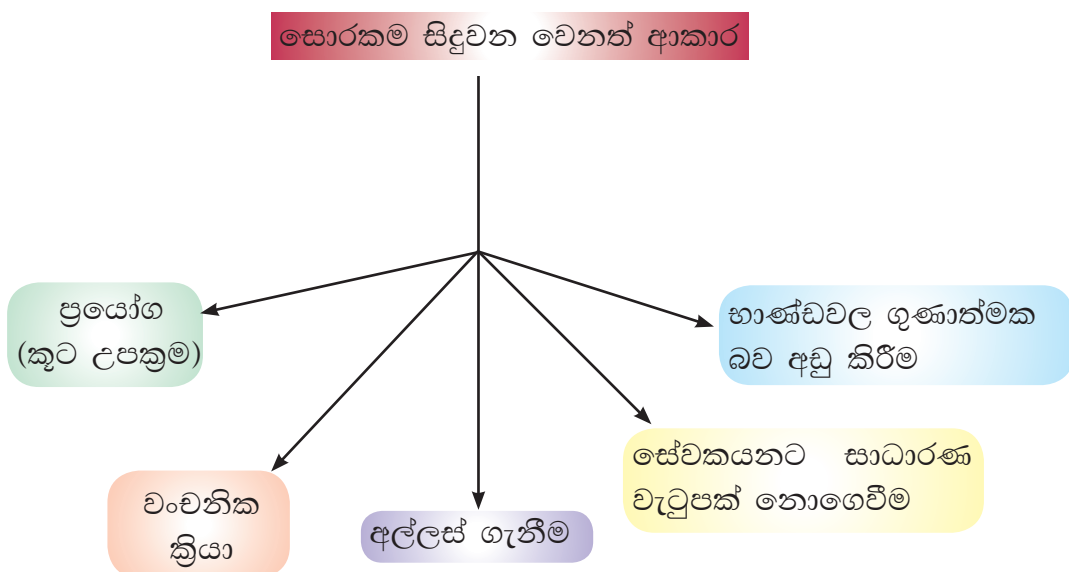 සොරකම සිදුවන වෙනත් ආකාර
ප්‍රයෝග
(කූට උපක්‍රම)
වංචනික
ක්‍රියා
අල්ලස් ගැනීම
සේවකයනට සාධාරණ
වැටුපක් නොගෙවීම
භාණ්ඩවල ගුණාත්මක
බව අඩු කිරීම